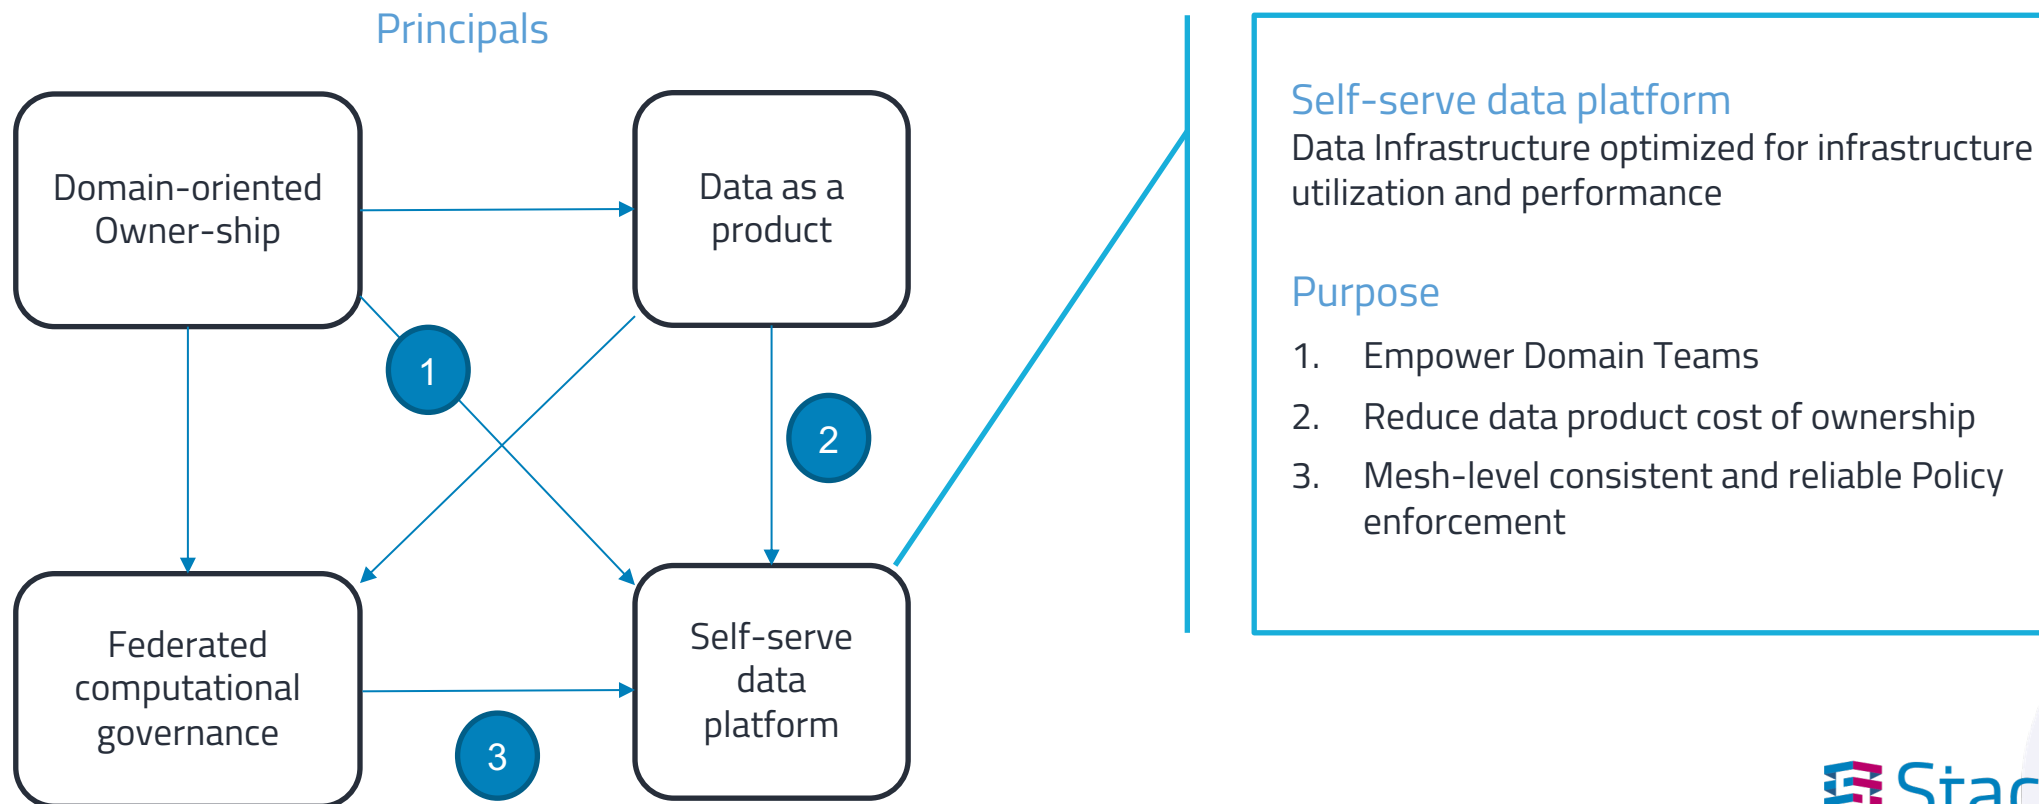 Principals
Domain-oriented
Owner-ship
Data as a
product
1
2
Federated
computational
governance
3
Self-serve
data
platform
Self-serve data platform
Data Infrastructure optimized for infrastructure
utilization and performance
Purpose
1. Empower Domain Teams
2. Reduce data product cost of ownership
3. Mesh-level consistent and reliable Policy
enforcement